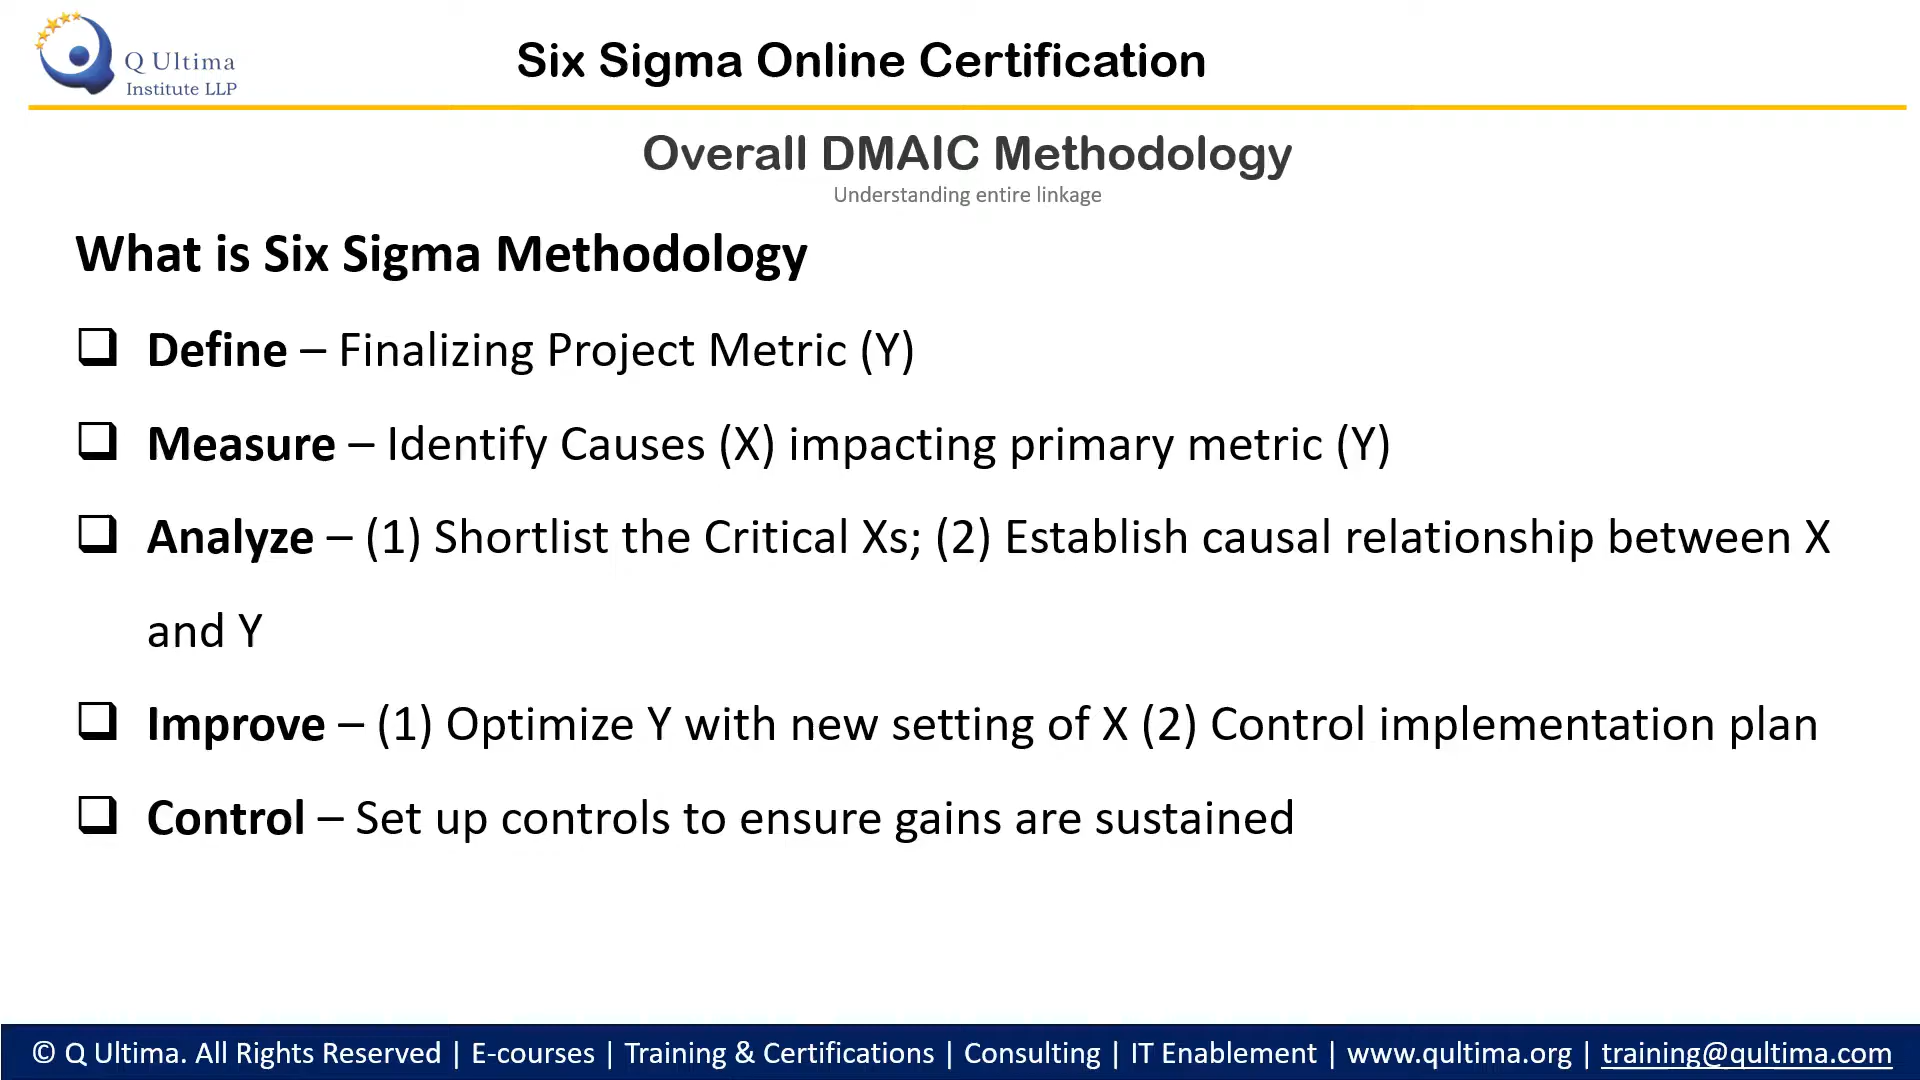 Q Ultima
Institute LLP
Six Sigma Online Certification
Overall DMAIC Methodology
Understanding entire linkage
What is Six Sigma Methodology
❑ Define – Finalizing Project Metric (Y)
❑ Measure – Identify Causes (X) impacting primary metric (Y)
❑ Analyze – (1) Shortlist the Critical Xs; (2) Establish causal relationship between X
and Y
❑ Improve – (1) Optimize Y with new setting of X (2) Control implementation plan
❑ Control – Set up controls to ensure gains are sustained
© Q Ultima. All Rights Reserved | E-courses | Training & Certifications | Consulting | IT Enablement | www.qultima.org | training@qultima.com